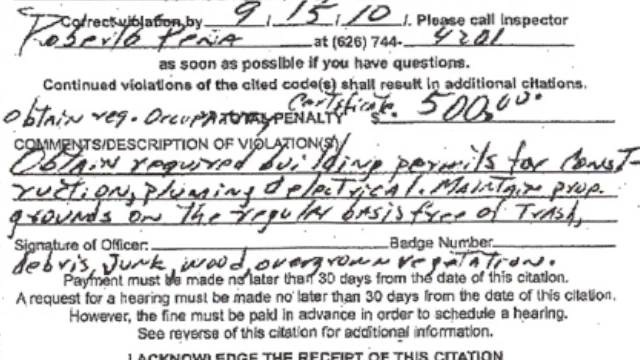 Correct violation by 9 / 15 / 10 /. Please call Inspector
Roberto Peña at (626) 744- 4201
as soon as possible if you have questions.
Continued violations of the cited code(s) shall result in additional citations.
Obtain req. Occupancy Certificate. TOTAL PENALTY $ 500.00.
COMMENTS/DESCRIPTION OF VIOLATION(S)
Obtain required building permits for Const-
ruction, pluming & electrical. Maintain prop.
grounds on the regular basis free of Trash,
Signature of Officer: Badge Number
debris, Junk, wood, overgrown vegitation.
Payment must be made no later than 30 days from the date of this citation.
A request for a hearing must be made no later than 30 days from the date of this citation.
However, the fine must be paid in advance in order to schedule a hearing.
See reverse of this citation for additional information.
I ACKNOWLEDGE THE RECEIPT OF THIS CITATION